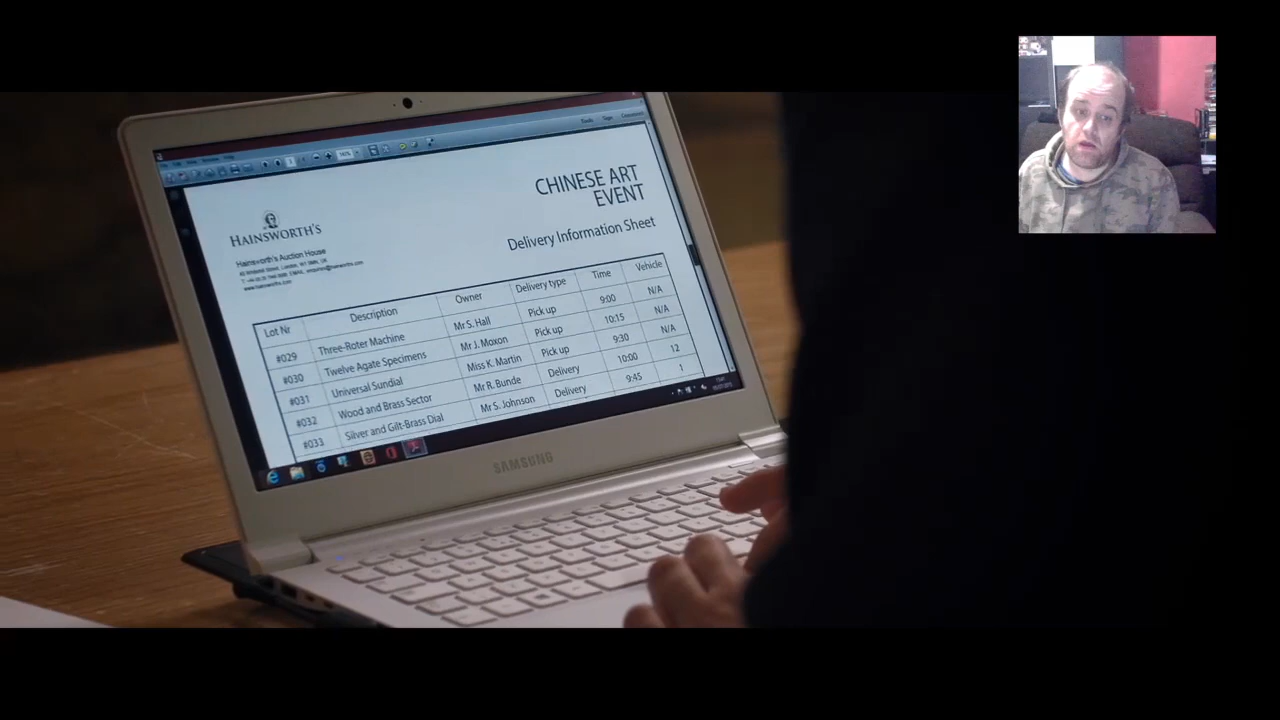 CHINESE ART
EVENT
Delivery Information Sheet
HAINSWORTH'S
Hainsworth's Auction House
www.hainsworths.com
Lot Nr Description Owner Delivery type Time Vehicle
#029 Three-Roter Machine Mr S. Hall Pick up 9:00 N/A
#030 Twelve Agate Specimens Mr J. Moxon Pick up 10:15 N/A
#031 Universal Sundial Miss K. Martin Pick up 9:30 N/A
#032 Wood and Brass Sector Mr R. Bunde Delivery 10:00 12
#033 Silver and Gilt-Brass Dial Mr S. Johnson Delivery 9:45 1
SAMSUNG